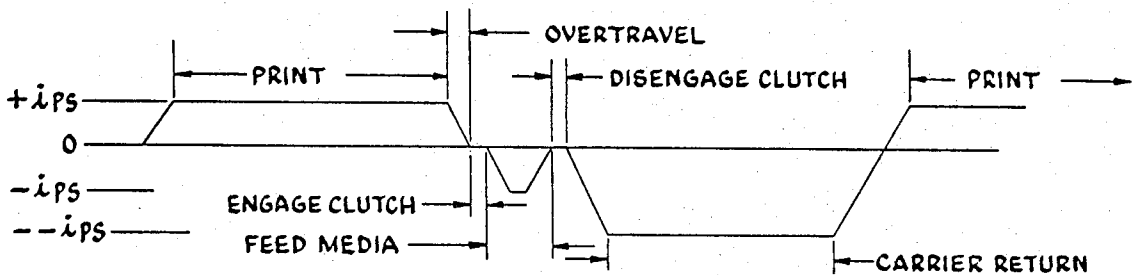 OVERTRAVEL
PRINT
DISENGAGE CLUTCH
PRINT
+ips
0
-ips
ENGAGE CLUTCH
--ips
FEED MEDIA
CARRIER RETURN